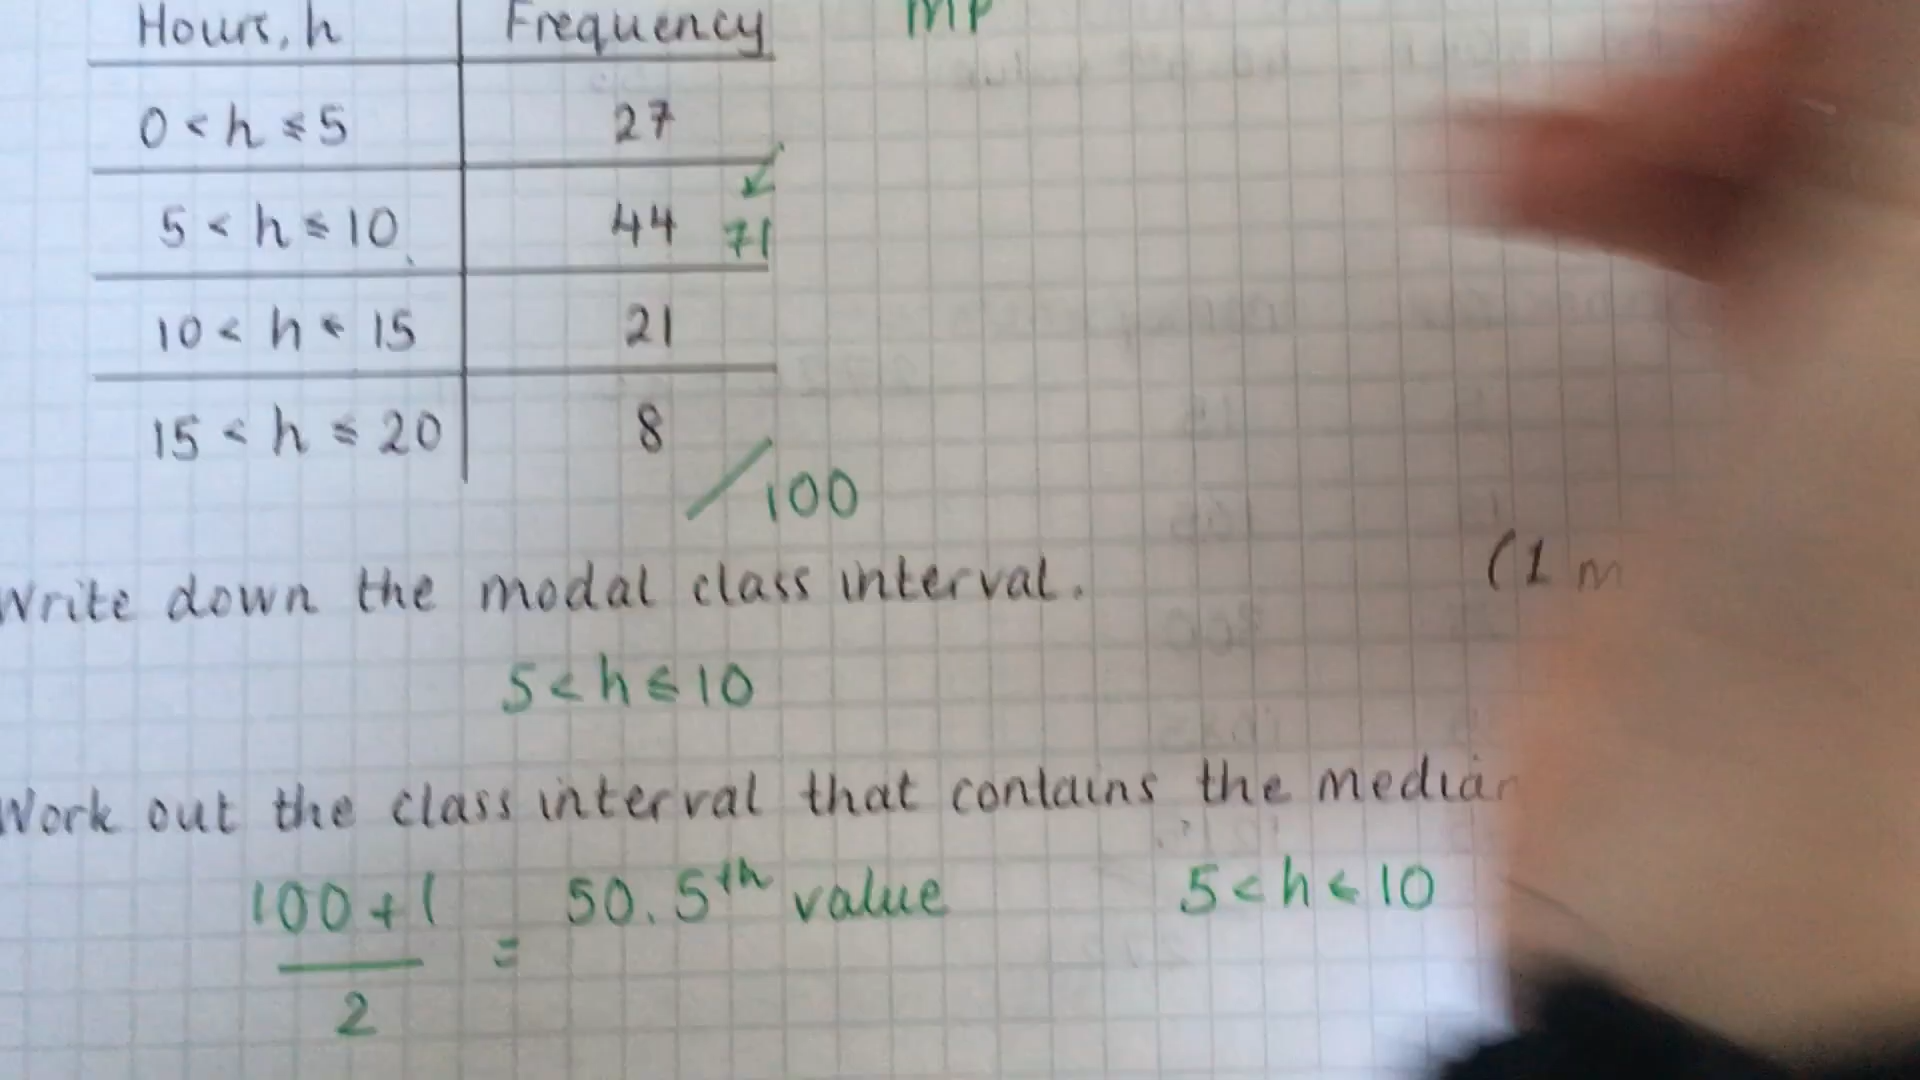 Hours, h Frequency MP
0 < h ≤ 5 27
5 < h ≤ 10 44 71
10 < h ≤ 15 21
15 < h ≤ 20 8
/100
Write down the modal class interval. (1 m
5 < h ≤ 10
Work out the class interval that contains the median
100 + 1 = 50.5th value 5 < h ≤ 10
2